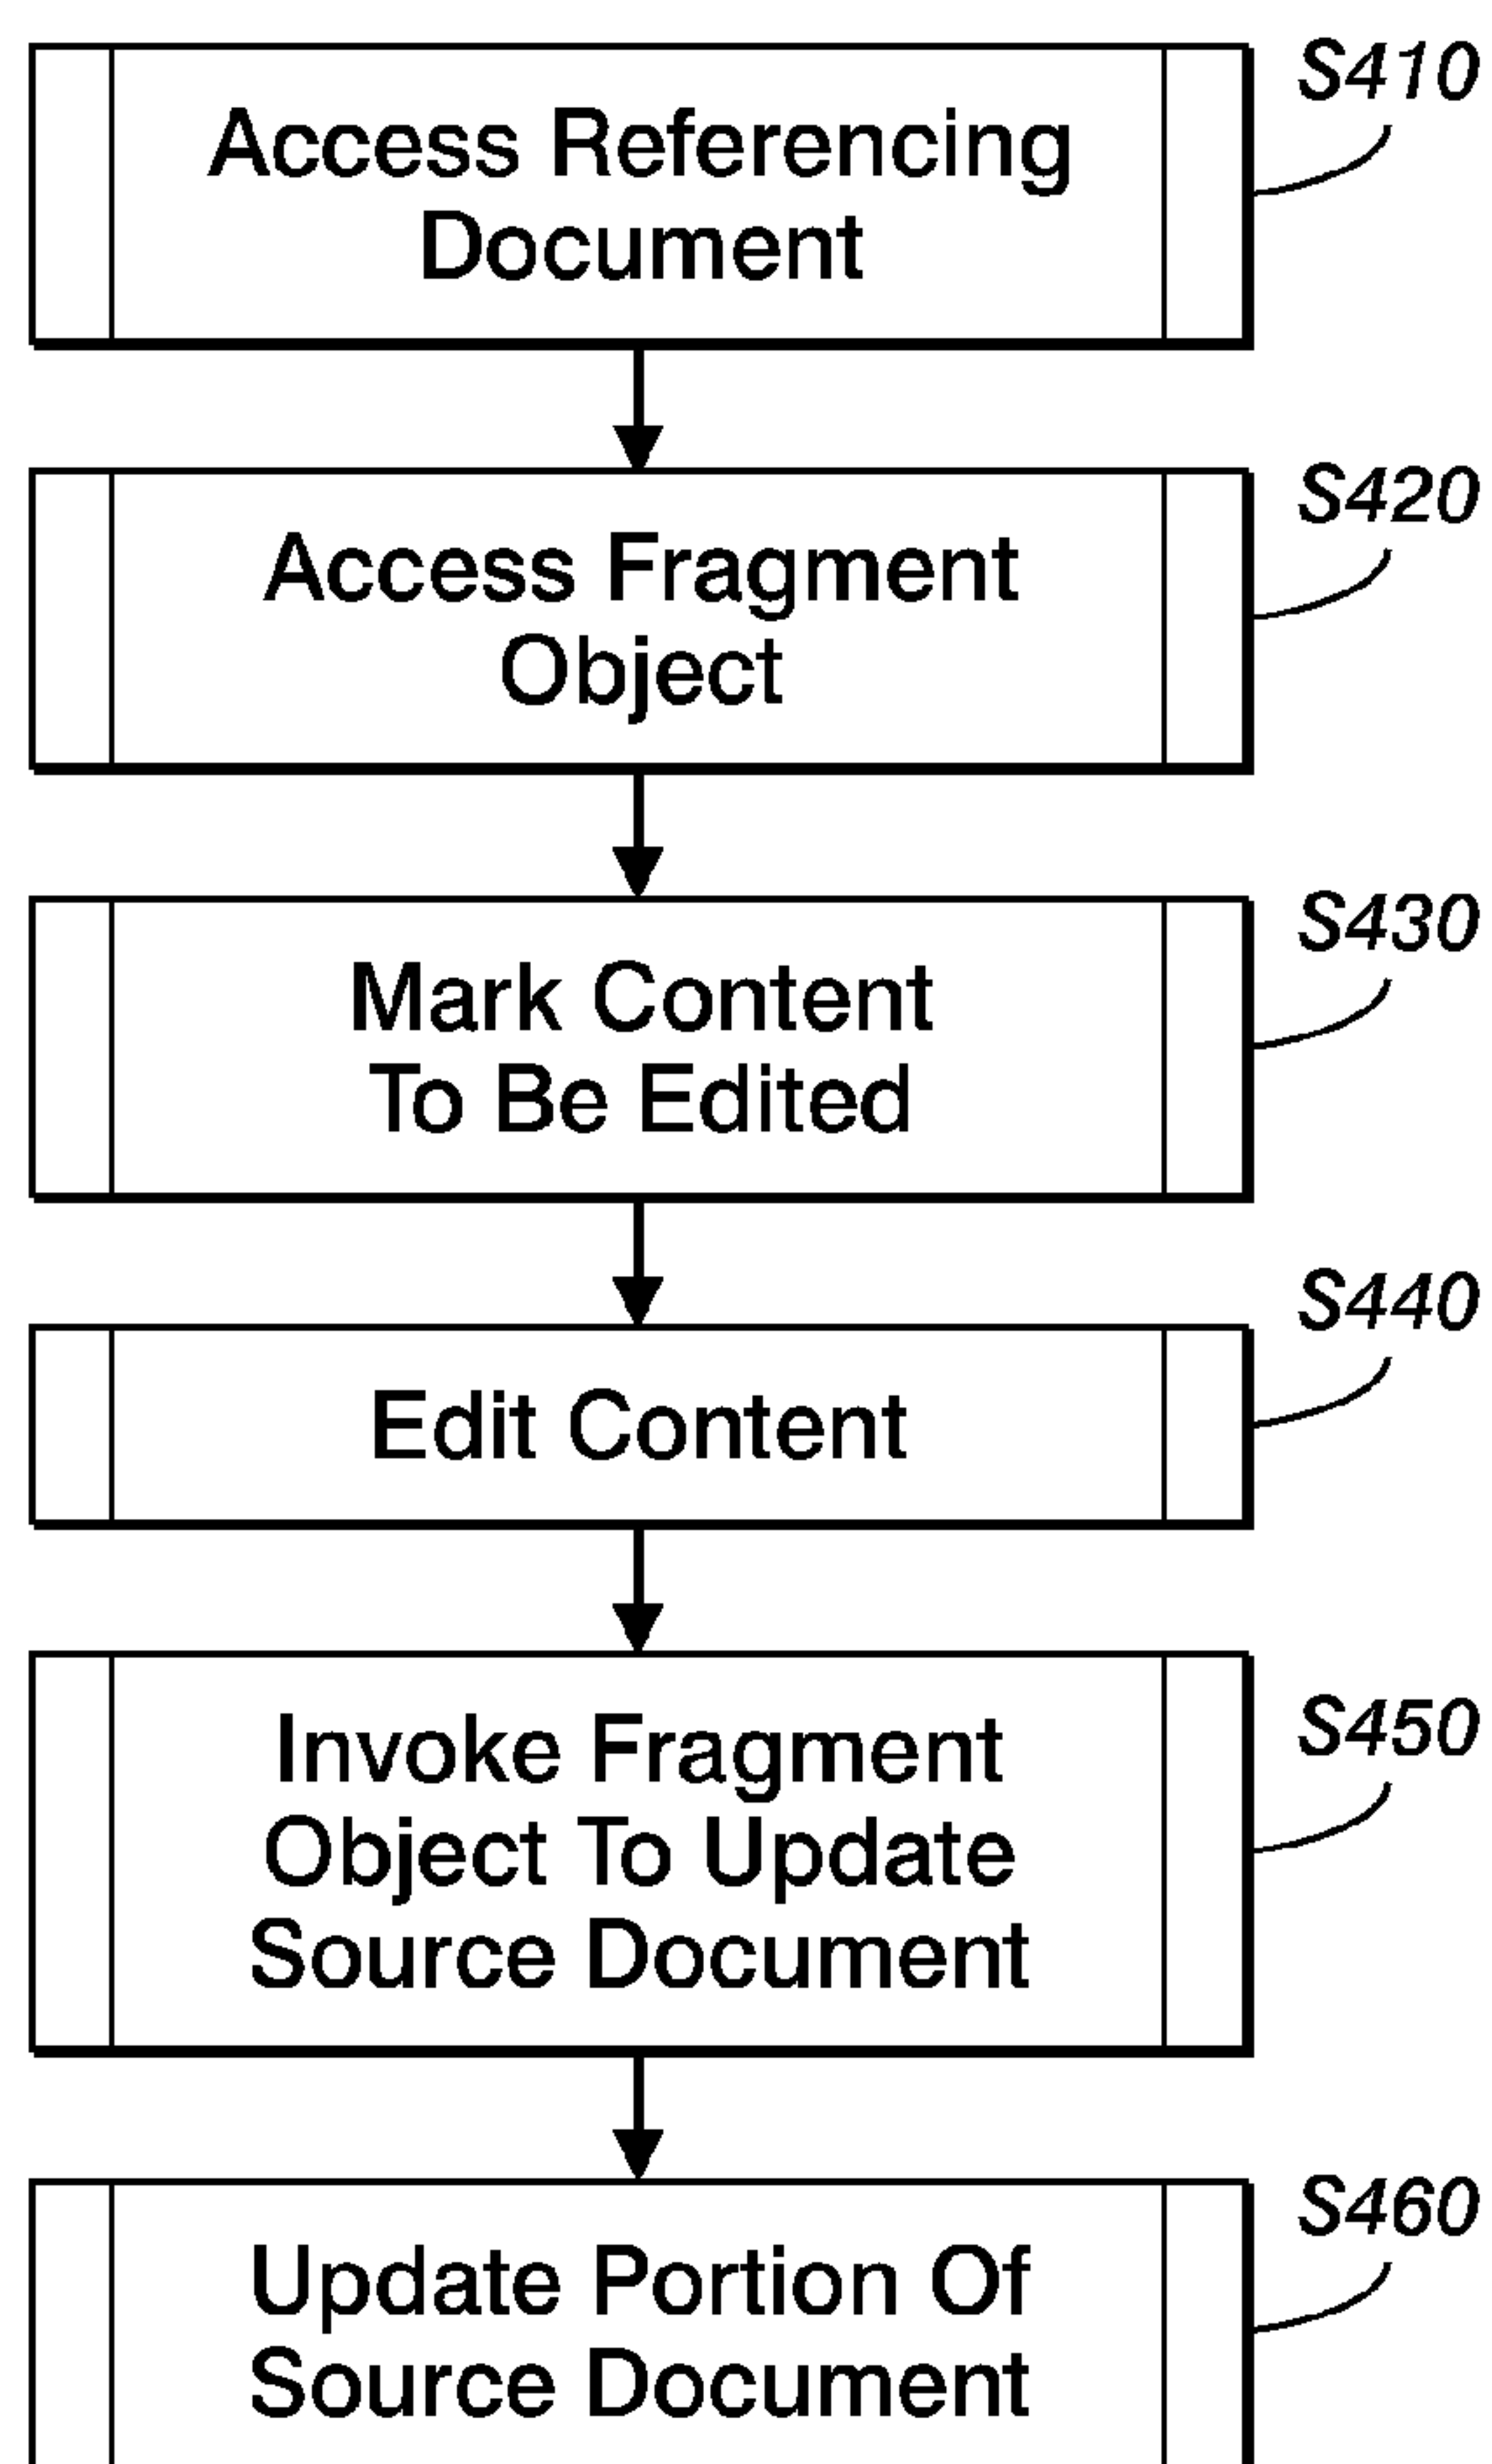 S410
Access Referencing
Document
S420
Access Fragment
Object
S430
Mark Content
To Be Edited
S440
Edit Content
S450
Invoke Fragment
Object To Update
Source Document
S460
Update Portion Of
Source Document